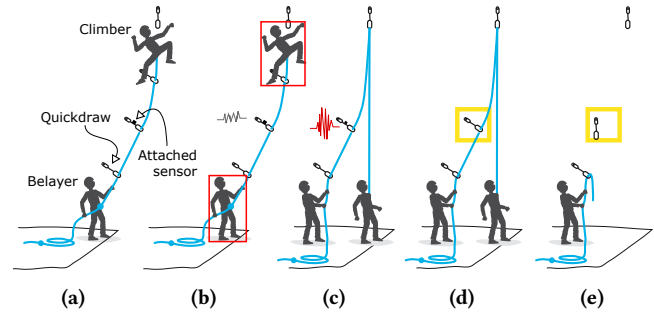 Climber
Quickdraw
Attached
sensor
Belayer
(a)
(b)
(c)
(d)
(e)